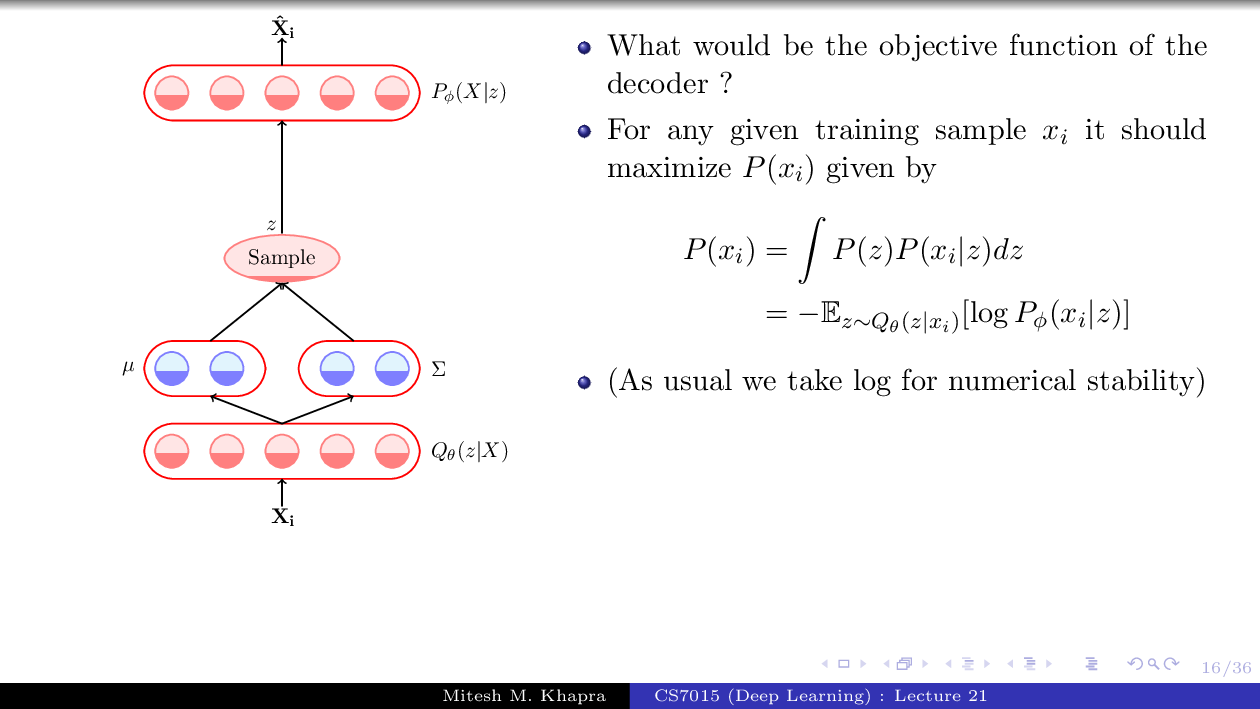 X̂ᵢ
P_ϕ(X|z)
z
Sample
μ
Σ
Q_θ(z|X)
Xᵢ
• What would be the objective function of the
decoder ?
• For any given training sample xᵢ it should
maximize P(xᵢ) given by
P(xᵢ) = ∫ P(z)P(xᵢ|z)dz
= −𝔼_{z∼Q_θ(z|xᵢ)}[log P_ϕ(xᵢ|z)]
• (As usual we take log for numerical stability)
16/36
Mitesh M. Khapra
CS7015 (Deep Learning) : Lecture 21